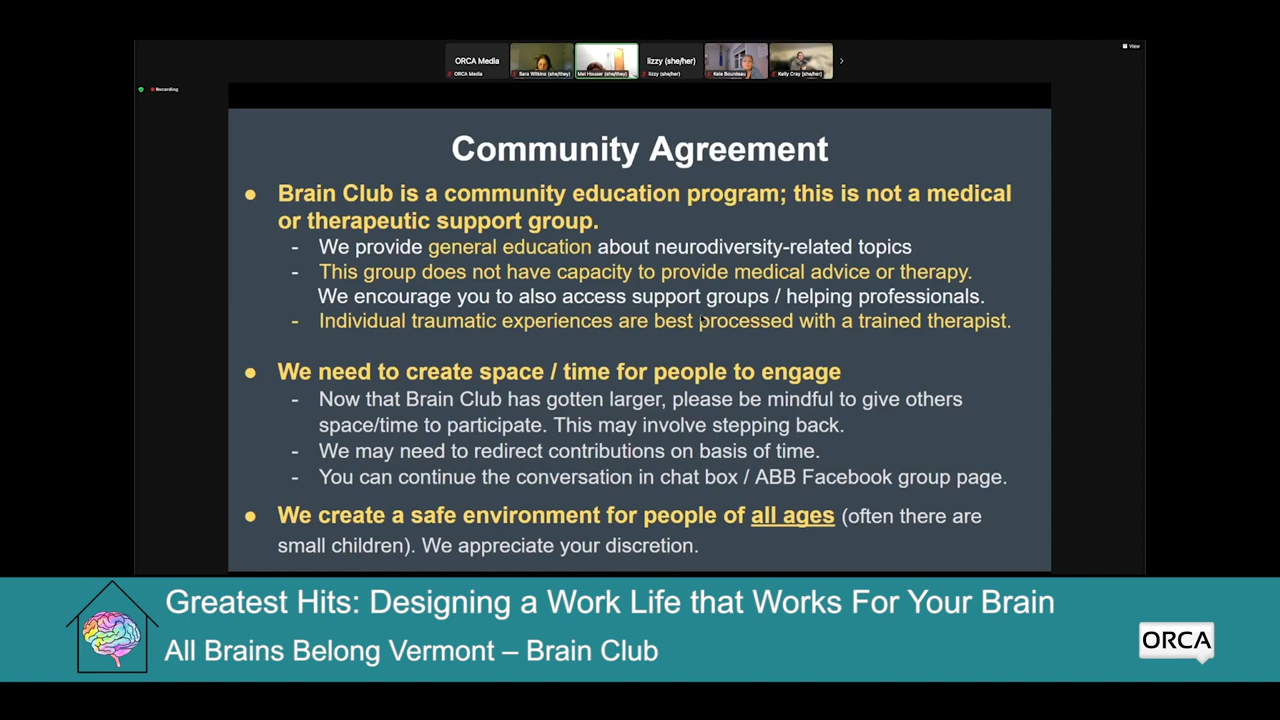 ORCA Media
lizzy (she/her)
View
ORCA Media
Sara Wilkins (she/they)
Mel Houser (she/they)
lizzy (she/her)
Kelly Cray (she/her)
Recording
Community Agreement
● Brain Club is a community education program; this is not a medical
or therapeutic support group.
- We provide general education about neurodiversity-related topics
- This group does not have capacity to provide medical advice or therapy.
We encourage you to also access support groups / helping professionals.
- Individual traumatic experiences are best processed with a trained therapist.
● We need to create space / time for people to engage
- Now that Brain Club has gotten larger, please be mindful to give others
space/time to participate. This may involve stepping back.
- We may need to redirect contributions on basis of time.
- You can continue the conversation in chat box / ABB Facebook group page.
● We create a safe environment for people of all ages (often there are
small children). We appreciate your discretion.
Greatest Hits: Designing a Work Life that Works For Your Brain
All Brains Belong Vermont – Brain Club
ORCA